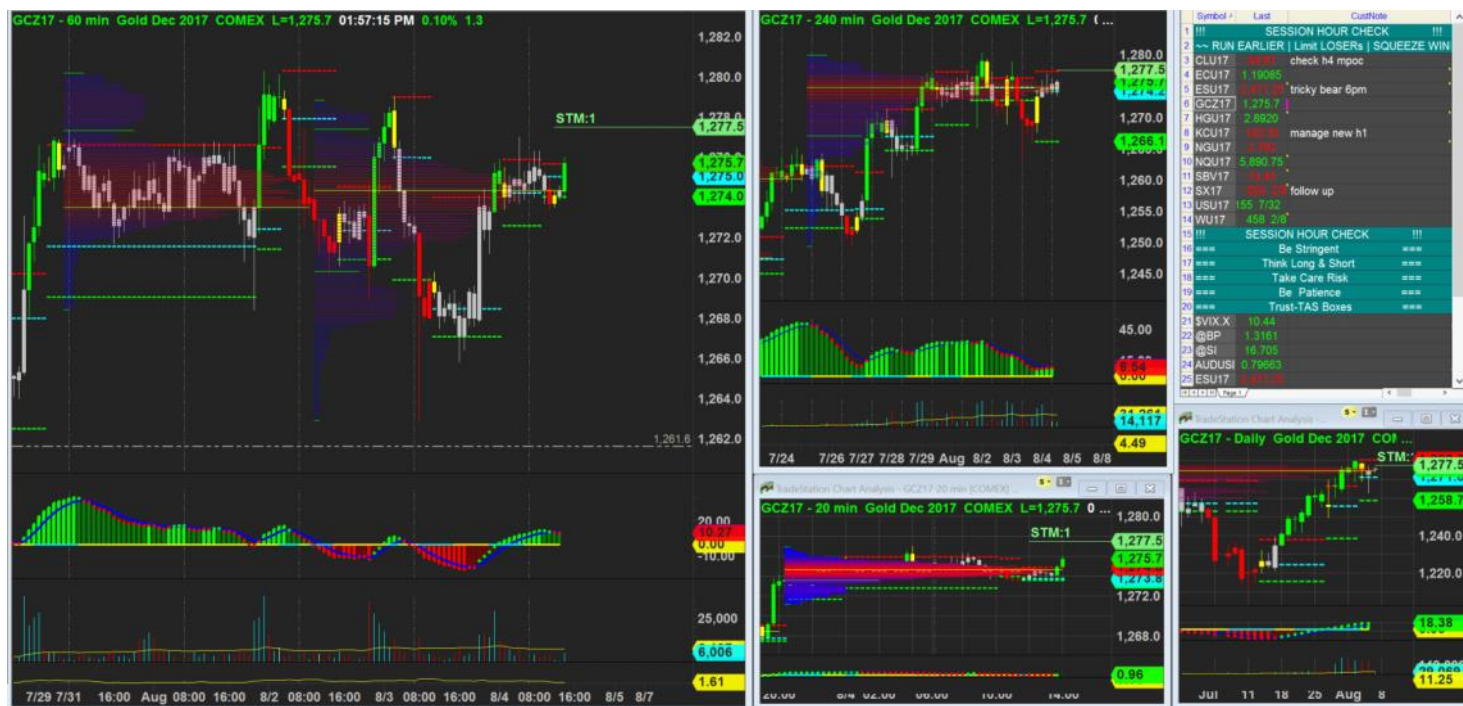 GCZ17 - 60 min Gold Dec 2017 COMEX L=1,275.7 01:57:15 PM 0.10% 1.3
1,282.0
1,280.0
STM:1
1,277.5
1,275.7
1,275.0
1,274.0
1,272.0
1,270.0
1,268.0
1,266.0
1,264.0
1,261.6
1,262.0
20.00
10.27
0.00
-10.00
25,000
6,006
1.61
7/29 7/31 16:00 Aug 08:00 16:00 8/2 08:00 16:00 8/3 08:00 16:00 8/4 08:00 16:00 8/5 8/7
GCZ17 - 240 min Gold Dec 2017 COMEX L=1,275.7 ( ...
1,280.0
1,277.5
1,275.7
1,274.2
1,270.0
1,266.1
1,260.0
1,255.0
1,250.0
1,245.0
45.00
8.54
0.00
14,117
4.49
7/24 7/26 7/27 7/28 7/29 Aug 8/2 8/3 8/4 8/5 8/8
TradeStation Chart Analysis - GCZ17 20 min [COMEX] ...
GCZ17 - 20 min Gold Dec 2017 COMEX L=1,275.7 0 ...
1,280.0
STM:1
1,277.5
1,275.7
1,273.8
1,272.0
1,268.0
0.96
20:00 8/4 02:00 06:00 10:00 14:00
Symbol Last CustNote
1 !!! SESSION HOUR CHECK !!!
2 ~~ RUN EARLIER | Limit LOSERs | SQUEEZE WIN
3 CLU17 check h4 mpoc
4 ECU17 1.19085
5 ESU17 tricky bear 6pm
6 GCZ17 1,275.7
7 HGU17 2.8920
8 KCU17 manage new h1
9 NGU17
10 NQU17 5,890.75
11 SBV17
12 SX17 follow up
13 USU17 155 7/32
14 WU17 458 2/8
15 !!! SESSION HOUR CHECK !!!
16 === Be Stringent ===
17 === Think Long & Short ===
18 === Take Care Risk ===
19 === Be Patience ===
20 === Trust-TAS Boxes ===
21 $VIX.X 10.44
22 @BP 1.3161
23 @SI 16.705
24 AUDUSI 0.79663
25 ESU17
Page 1
TradeStation Chart Analysis - ...
GCZ17 - Daily Gold Dec 2017 CO ...
STM:
1,277.5
1,258.7
1,240.0
1,220.0
18.38
11.25
Jul 11 18 25 Aug 8